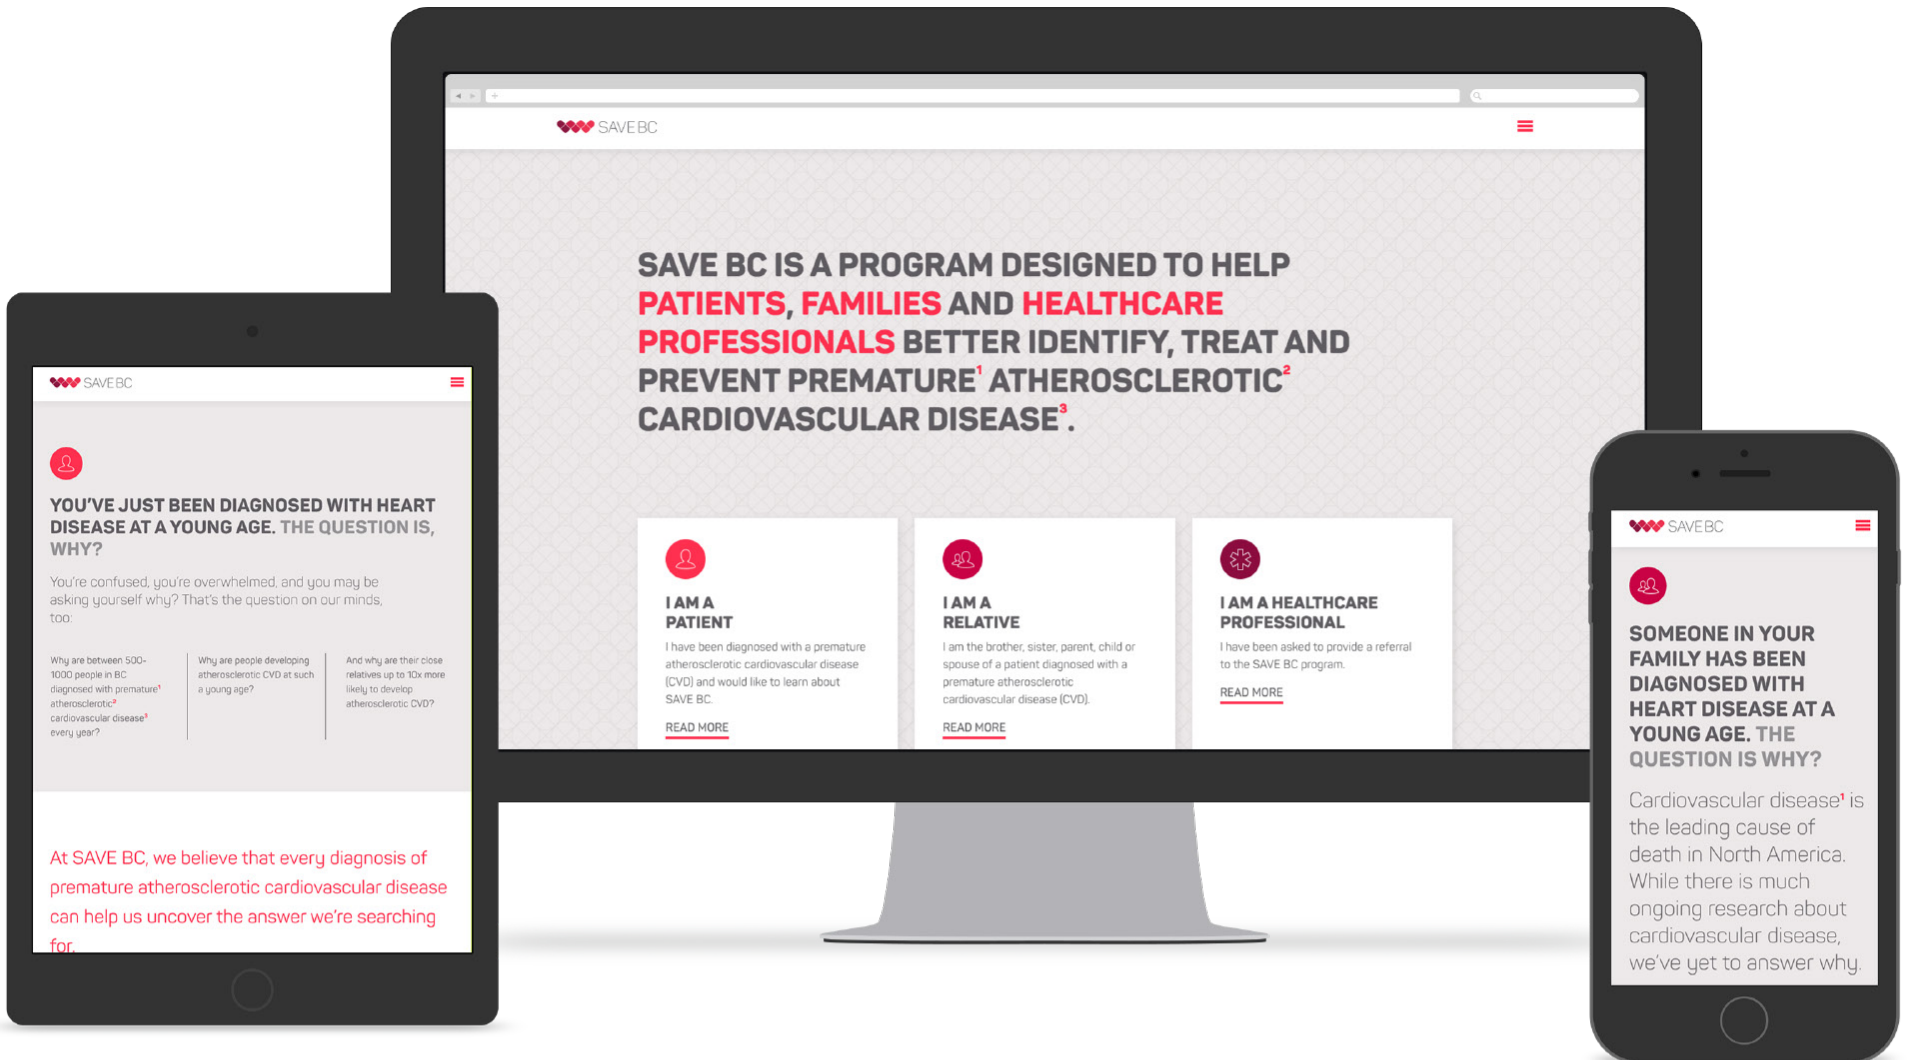 SAVE BC
SAVE BC IS A PROGRAM DESIGNED TO HELP
PATIENTS, FAMILIES AND HEALTHCARE
PROFESSIONALS BETTER IDENTIFY, TREAT AND
PREVENT PREMATURE¹ ATHEROSCLEROTIC²
CARDIOVASCULAR DISEASE³.
I AM A
PATIENT
I have been diagnosed with a premature
atherosclerotic cardiovascular disease
(CVD) and would like to learn about
SAVE BC.
READ MORE
I AM A
RELATIVE
I am the brother, sister, parent, child or
spouse of a patient diagnosed with a
premature atherosclerotic
cardiovascular disease (CVD).
READ MORE
I AM A HEALTHCARE
PROFESSIONAL
I have been asked to provide a referral
to the SAVE BC program.
READ MORE
SAVE BC
YOU'VE JUST BEEN DIAGNOSED WITH HEART
DISEASE AT A YOUNG AGE. THE QUESTION IS,
WHY?
You're confused, you're overwhelmed, and you may be
asking yourself why? That's the question on our minds,
too:
Why are between 500-
1000 people in BC
diagnosed with premature¹
atherosclerotic²
cardiovascular disease³
every year?
Why are people developing
atherosclerotic CVD at such
a young age?
And why are their close
relatives up to 10x more
likely to develop
atherosclerotic CVD?
At SAVE BC, we believe that every diagnosis of
premature atherosclerotic cardiovascular disease
can help us uncover the answer we're searching
for.
SAVE BC
SOMEONE IN YOUR
FAMILY HAS BEEN
DIAGNOSED WITH
HEART DISEASE AT A
YOUNG AGE. THE
QUESTION IS WHY?
Cardiovascular disease¹ is
the leading cause of
death in North America.
While there is much
ongoing research about
cardiovascular disease,
we've yet to answer why.